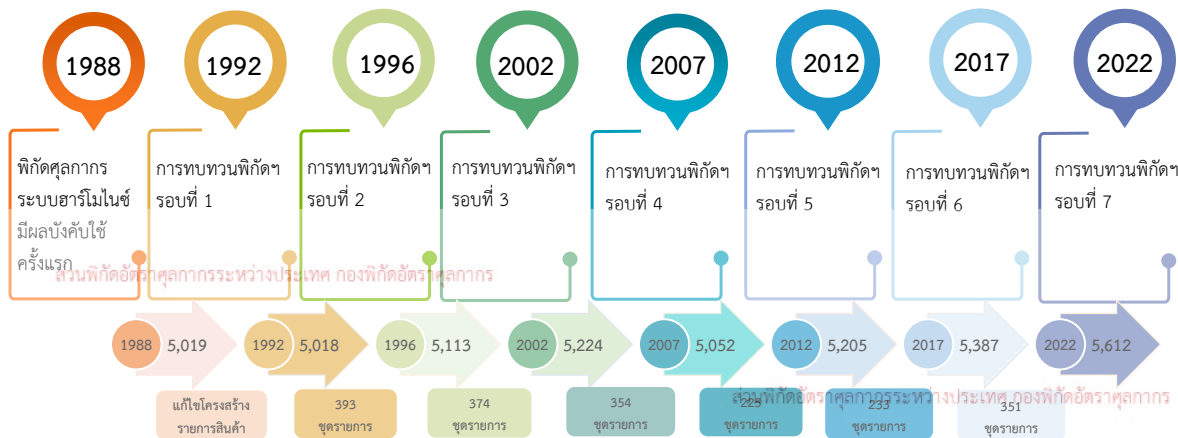 1988
1992
1996
2002
2007
2012
2017
2022
พิกัดศุลกากร
ระบบฮาร์โมไนซ์
มีผลบังคับใช้
ครั้งแรก
การทบทวนพิกัดฯ
รอบที่ 1
การทบทวนพิกัดฯ
รอบที่ 2
การทบทวนพิกัดฯ
รอบที่ 3
การทบทวนพิกัดฯ
รอบที่ 4
การทบทวนพิกัดฯ
รอบที่ 5
การทบทวนพิกัดฯ
รอบที่ 6
การทบทวนพิกัดฯ
รอบที่ 7
ส่วนพิกัดอัตราศุลกากรระหว่างประเทศ กองพิกัดอัตราศุลกากร
1988 5,019
1992 5,018
1996 5,113
2002 5,224
2007 5,052
2012 5,205
2017 5,387
2022 5,612
แก้ไขโครงสร้าง
รายการสินค้า
393
ชุดรายการ
374
ชุดรายการ
354
ชุดรายการ
225
ชุดรายการ
233
ชุดรายการ
351
ชุดรายการ
ส่วนพิกัดอัตราศุลกากรระหว่างประเทศ กองพิกัดอัตราศุลกากร